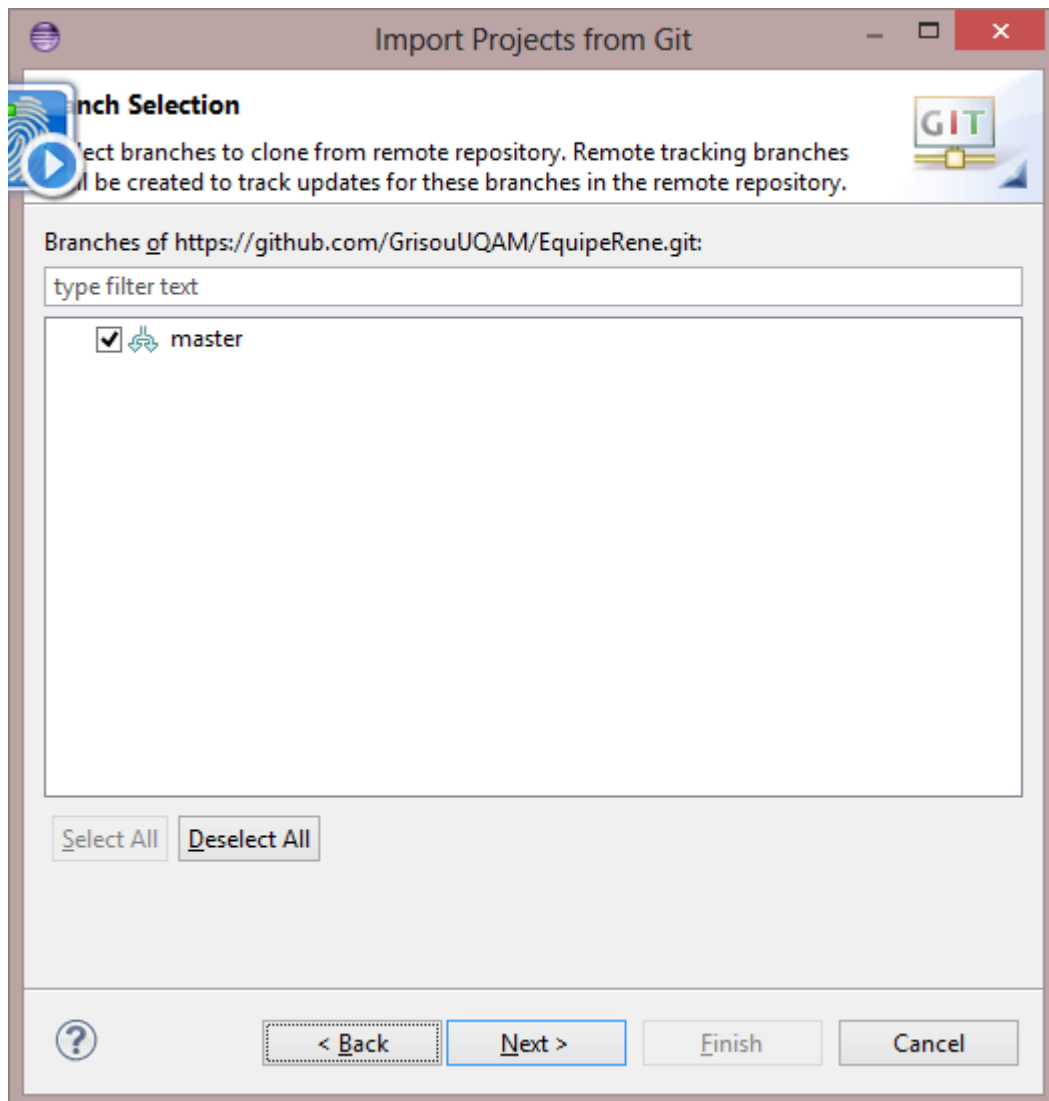 Import Projects from Git
nch Selection
ect branches to clone from remote repository. Remote tracking branches
l be created to track updates for these branches in the remote repository.
GIT
Branches of https://github.com/GrisouUQAM/EquipeRene.git:
type filter text
master
Select All Deselect All
? < Back Next > Finish Cancel